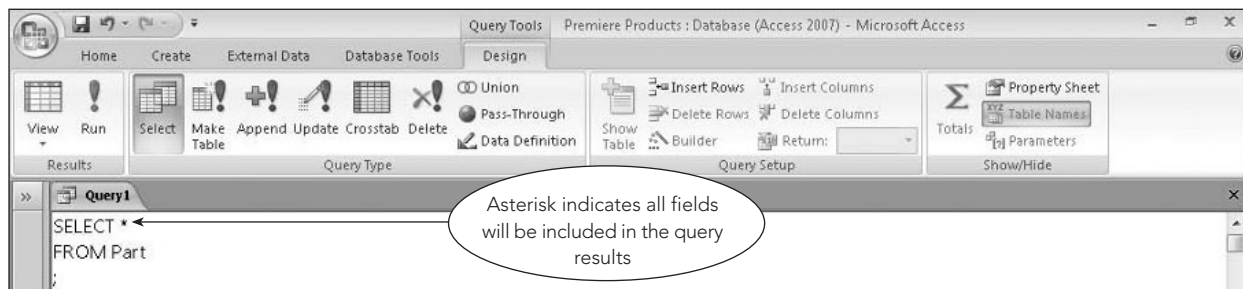 Query Tools Premiere Products : Database (Access 2007) - Microsoft Access
Home Create External Data Database Tools Design
View Run
Results
Select Make Table Append Update Crosstab Delete
Union
Pass-Through
Data Definition
Query Type
Show Table
Insert Rows Insert Columns
Delete Rows Delete Columns
Builder Return:
Query Setup
Totals
Property Sheet
XYZ Table Names
Parameters
Show/Hide
Query1
SELECT *
FROM Part
;
Asterisk indicates all fields
will be included in the query
results